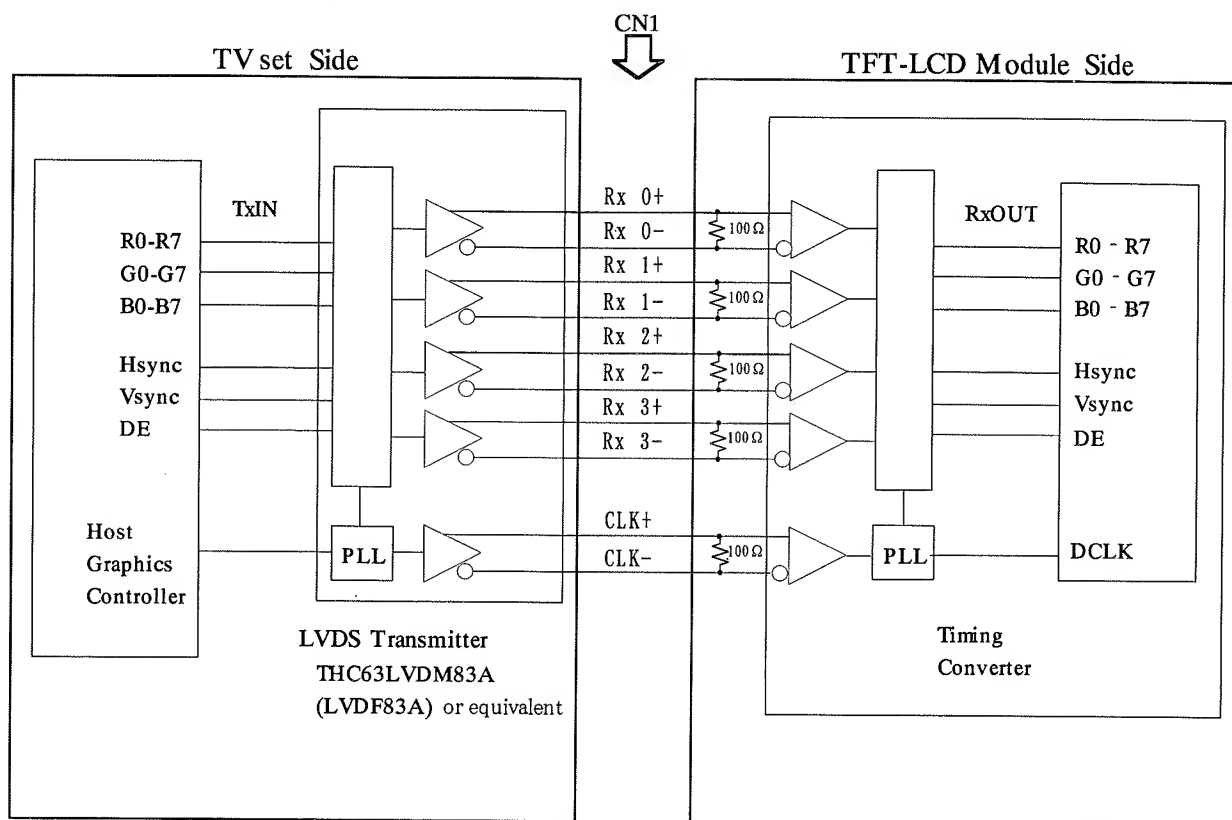 CN1
TV set Side
TFT-LCD Module Side
TxIN
R0-R7
G0-G7
B0-B7
Hsync
Vsync
DE
Host
Graphics
Controller
PLL
LVDS Transmitter
THC63LVDM83A
(LVDF83A) or equivalent
Rx 0+
Rx 0-
Rx 1+
Rx 1-
Rx 2+
Rx 2-
Rx 3+
Rx 3-
CLK+
CLK-
100Ω
100Ω
100Ω
100Ω
100Ω
RxOUT
R0 - R7
G0 - G7
B0 - B7
Hsync
Vsync
DE
DCLK
PLL
Timing
Converter